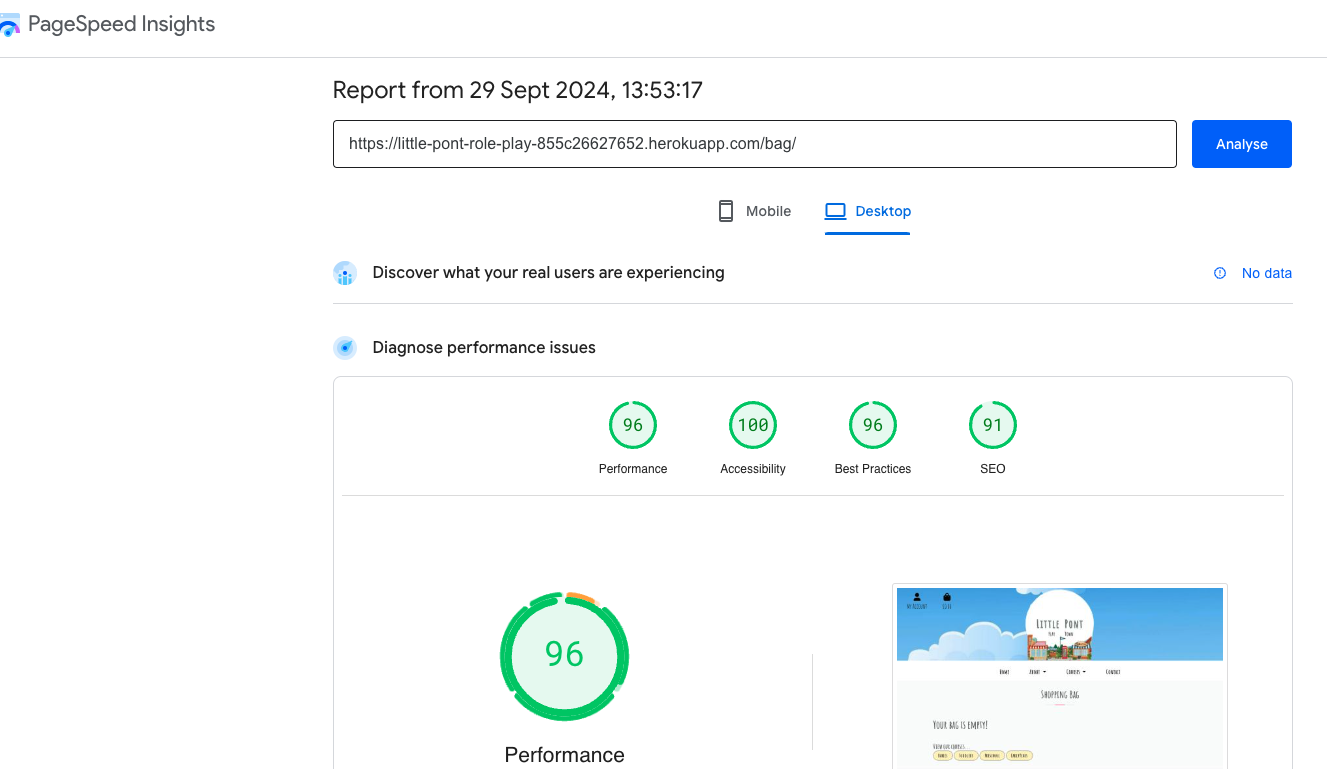 PageSpeed Insights
Report from 29 Sept 2024, 13:53:17
https://little-pont-role-play-855c26627652.herokuapp.com/bag/
Analyse
Mobile
Desktop
Discover what your real users are experiencing
No data
Diagnose performance issues
96
100
96
91
Performance
Accessibility
Best Practices
SEO
96
Performance
My Account
Little Pont
Play Town
Home
About
Courses
Contact
Shopping Bag
Your bag is empty!
View our courses